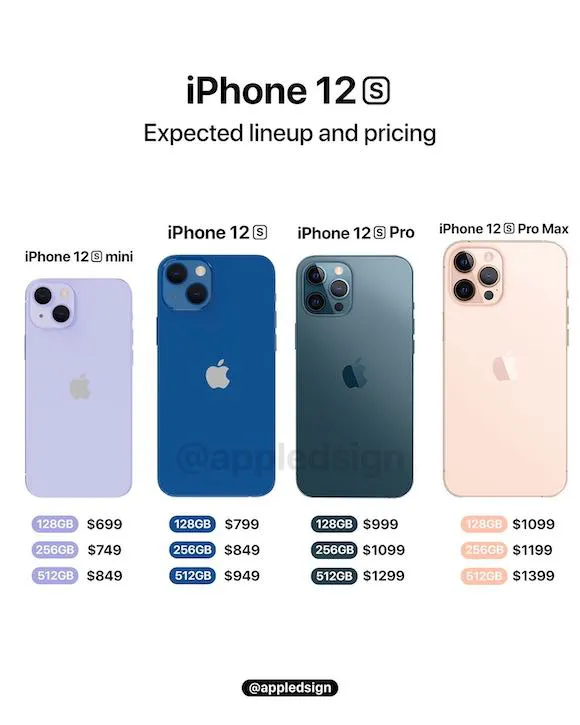 iPhone 12 S
Expected lineup and pricing
iPhone 12 S mini
iPhone 12 S
iPhone 12 S Pro
iPhone 12 S Pro Max
@appledsign
128GB $699
256GB $749
512GB $849
128GB $799
256GB $849
512GB $949
128GB $999
256GB $1099
512GB $1299
128GB $1099
256GB $1199
512GB $1399
@appledsign